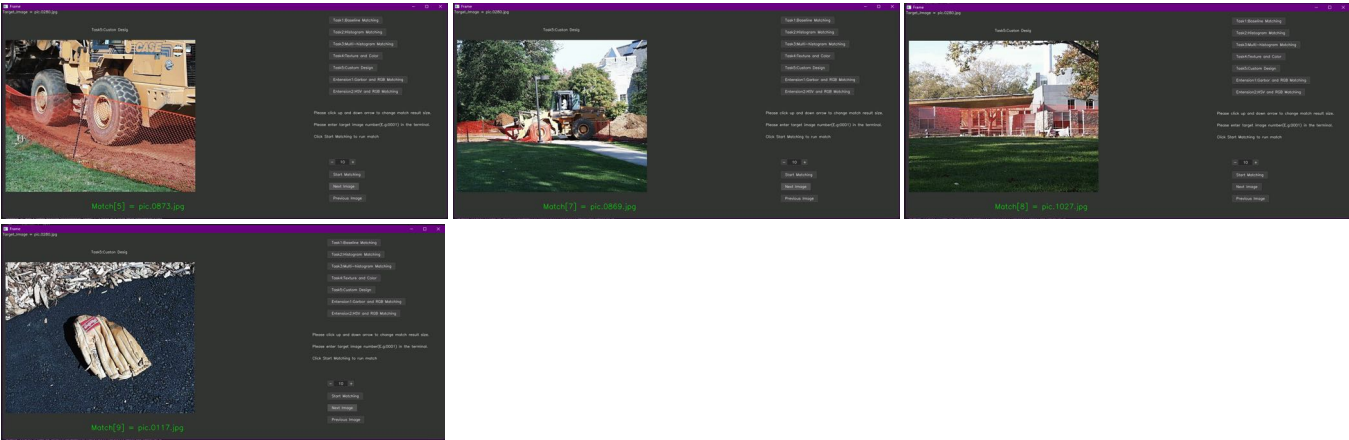 Frame
Target_image = pic.0280.jpg
Task5:Custom Desig
CASE
Task1:Baseline Matching
Task2:Histogram Matching
Task3:Multi-Histogram Matching
Task4:Texture and Color
Task5:Custom Design
Extension1:Garbor and RGB Matching
Extension2:HSV and RGB Matching
Please click up and down arrow to change match result size.
Please enter target image number(E.g:0001) in the terminal.
Click Start Matching to run match
- 10 +
Start Matching
Next Image
Previous Image
Match[5] = pic.0873.jpg
Frame
Target_image = pic.0280.jpg
Task5:Custom Desig
Task1:Baseline Matching
Task2:Histogram Matching
Task3:Multi-Histogram Matching
Task4:Texture and Color
Task5:Custom Design
Extension1:Garbor and RGB Matching
Extension2:HSV and RGB Matching
Please click up and down arrow to change match result size.
Please enter target image number(E.g:0001) in the terminal.
Click Start Matching to run match
- 10 +
Start Matching
Next Image
Previous Image
Match[7] = pic.0869.jpg
Frame
Target_image = pic.0280.jpg
Task5:Custom Desig
Task1:Baseline Matching
Task2:Histogram Matching
Task3:Multi-Histogram Matching
Task4:Texture and Color
Task5:Custom Design
Extension1:Garbor and RGB Matching
Extension2:HSV and RGB Matching
Please click up and down arrow to change match result size.
Please enter target image number(E.g:0001) in the terminal.
Click Start Matching to run match
- 10 +
Start Matching
Next Image
Previous Image
Match[8] = pic.1027.jpg
Frame
Target_image = pic.0280.jpg
Task5:Custom Desig
Task1:Baseline Matching
Task2:Histogram Matching
Task3:Multi-Histogram Matching
Task4:Texture and Color
Task5:Custom Design
Extension1:Garbor and RGB Matching
Extension2:HSV and RGB Matching
Please click up and down arrow to change match result size.
Please enter target image number(E.g:0001) in the terminal.
Click Start Matching to run match
- 10 +
Start Matching
Next Image
Previous Image
Match[9] = pic.0117.jpg